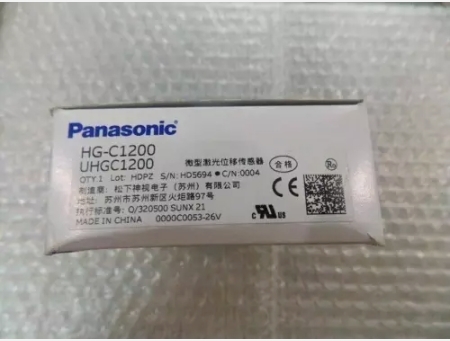 Panasonic
HG-C1200
UHGC1200 微型激光位移传感器 合格
QTY.1 Lot: HDPZ S/N: HD5694 C/N:0004
制造商: 松下神视电子（苏州）有限公司
地址: 苏州市苏州新区火炬路97号
执行标准号: Q/320500 SUNX 21
MADE IN CHINA 0000C0053-26V